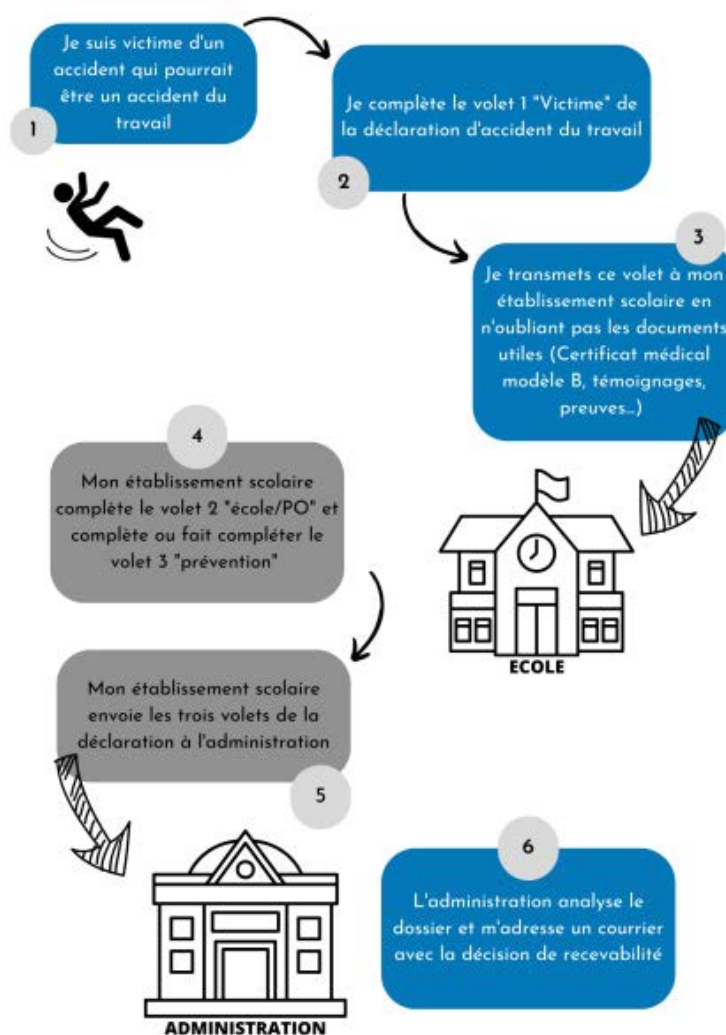 Je suis victime d'un
accident qui pourrait
être un accident du
travail
1
Je complète le volet 1 "Victime" de
la déclaration d'accident du travail
2
3
Je transmets ce volet à mon
établissement scolaire en
n'oubliant pas les documents
utiles (Certificat médical
modèle B, témoignages,
preuves...)
4
Mon établissement scolaire
complète le volet 2 "école/PO" et
complète ou fait compléter le
volet 3 "prévention"
ECOLE
Mon établissement scolaire
envoie les trois volets de la
déclaration à l'administration
5
6
L'administration analyse le
dossier et m'adresse un courrier
avec la décision de recevabilité
ADMINISTRATION